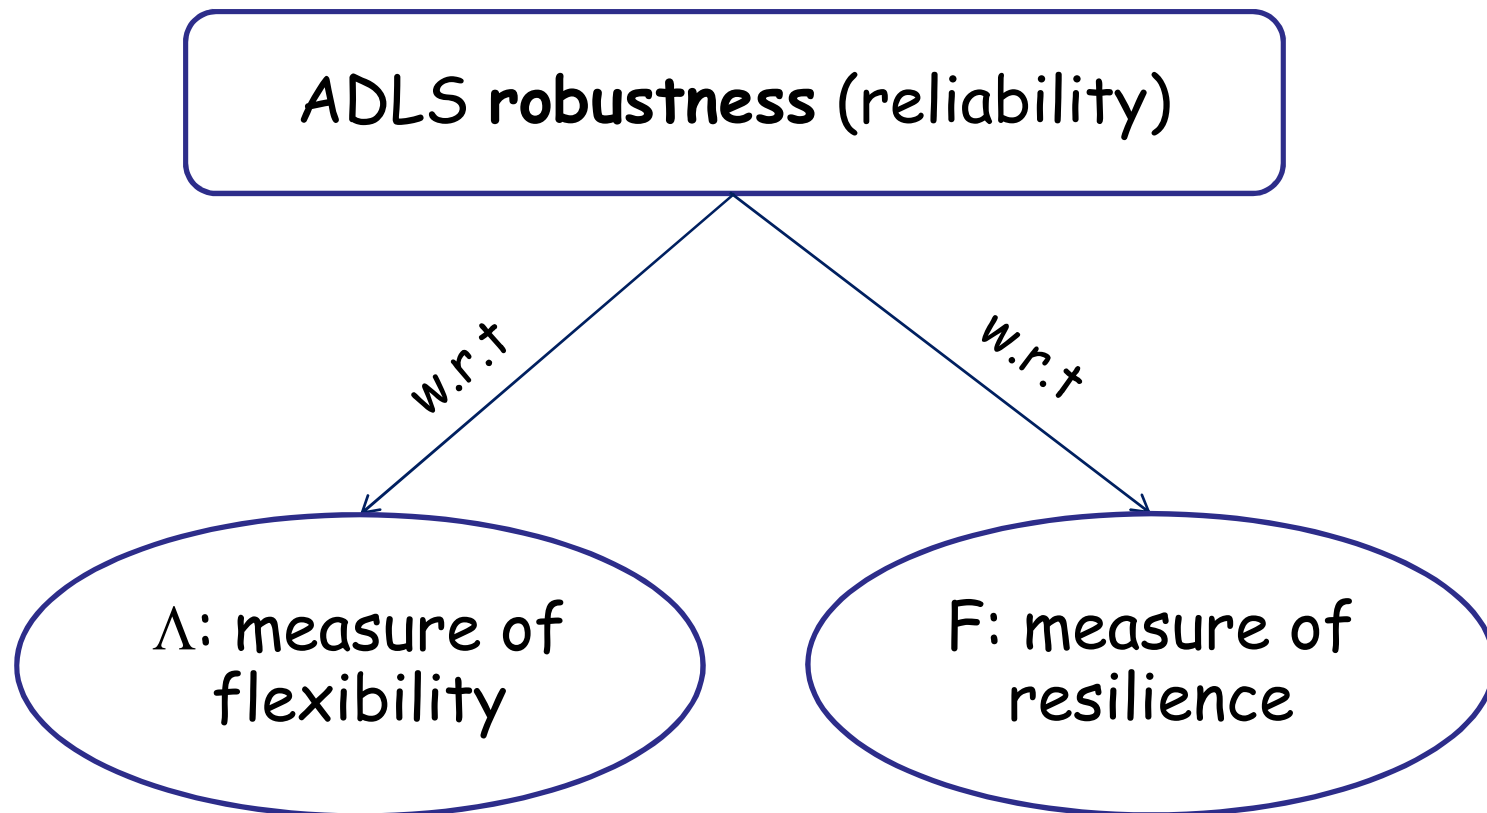 ADLS robustness (reliability)
w.r.t
w.r.t
Λ: measure of
flexibility
F: measure of
resilience